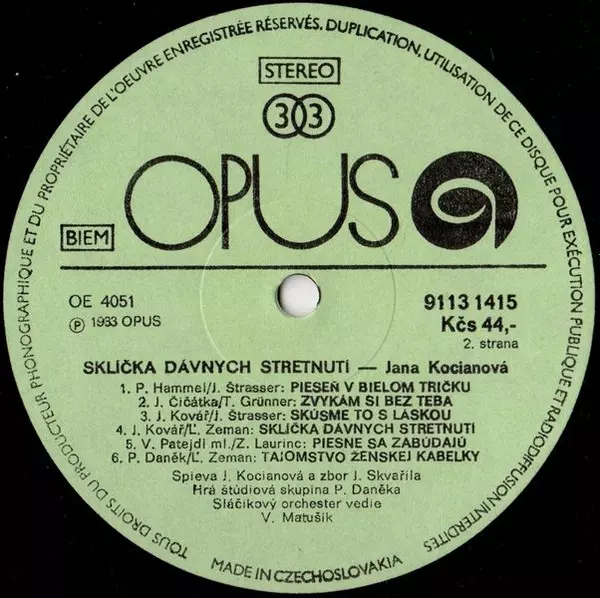 TOUS DROITS DU PRODUCTEUR PHONOGRAPHIQUE ET DU PROPRIÉTAIRE DE L'OEUVRE ENREGISTRÉE RÉSERVÉS. DUPLICATION, UTILISATION DE CE DISQUE POUR EXÉCUTION PUBLIQUE ET RADIODIFFUSION INTERDITES
STEREO
33
OPUS
BIEM
OE 4051
9113 1415
Ⓟ 1983 OPUS
Kčs 44,-
2. strana
SKLÍČKA DÁVNYCH STRETNUTÍ — Jana Kocianová
1. P. Hammel/J. Štrasser: PIESEŇ V BIELOM TRIČKU
2. J. Čičátka/T. Grünner: ZVYKÁM SI BEZ TEBA
3. J. Kovář/J. Štrasser: SKÚSME TO S LÁSKOU
4. J. Kovář/Ľ. Zeman: SKLÍČKA DÁVNYCH STRETNUTÍ
5. V. Patejdl ml./Z. Laurinc: PIESNE SA ZABÚDAJÚ
6. P. Daněk/Ľ. Zeman: TAJOMSTVO ŽENSKEJ KABELKY
Spieva J. Kocianová a zbor J. Skvařila
Hrá štúdiová skupina P. Daněka
Sláčikový orchester vedie
V. Matušík
MADE IN CZECHOSLOVAKIA